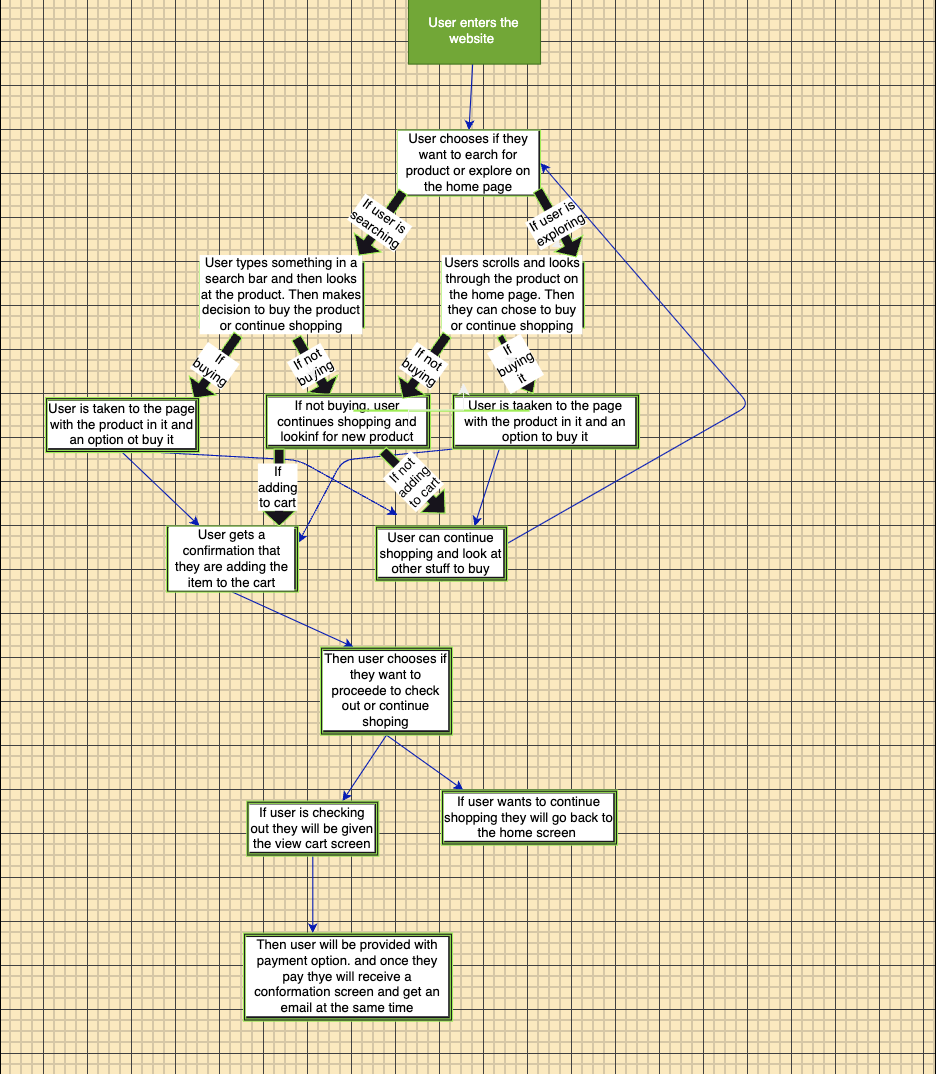 User enters the
website
User chooses if they
want to earch for
product or explore on
the home page
If user is
searching
If user is
exploring
User types something in a
search bar and then looks
at the product. Then makes
decision to buy the product
or continue shopping
Users scrolls and looks
through the product on
the home page. Then
they can chose to buy
or continue shopping
If
buying
If not
buying
If not
buying
If
buying
it
User is taken to the page
with the product in it and
an option ot buy it
If not buying, user
continues shopping and
lookinf for new product
User is taaken to the page
with the product in it and an
option to buy it
If
adding
to cart
If not
adding
to cart
User gets a
confirmation that
they are adding the
item to the cart
User can continue
shopping and look at
other stuff to buy
Then user chooses if
they want to
proceede to check
out or continue
shoping
If user is checking
out they will be given
the view cart screen
If user wants to continue
shopping they will go back to
the home screen
Then user will be provided with
payment option. and once they
pay thye will receive a
conformation screen and get an
email at the same time